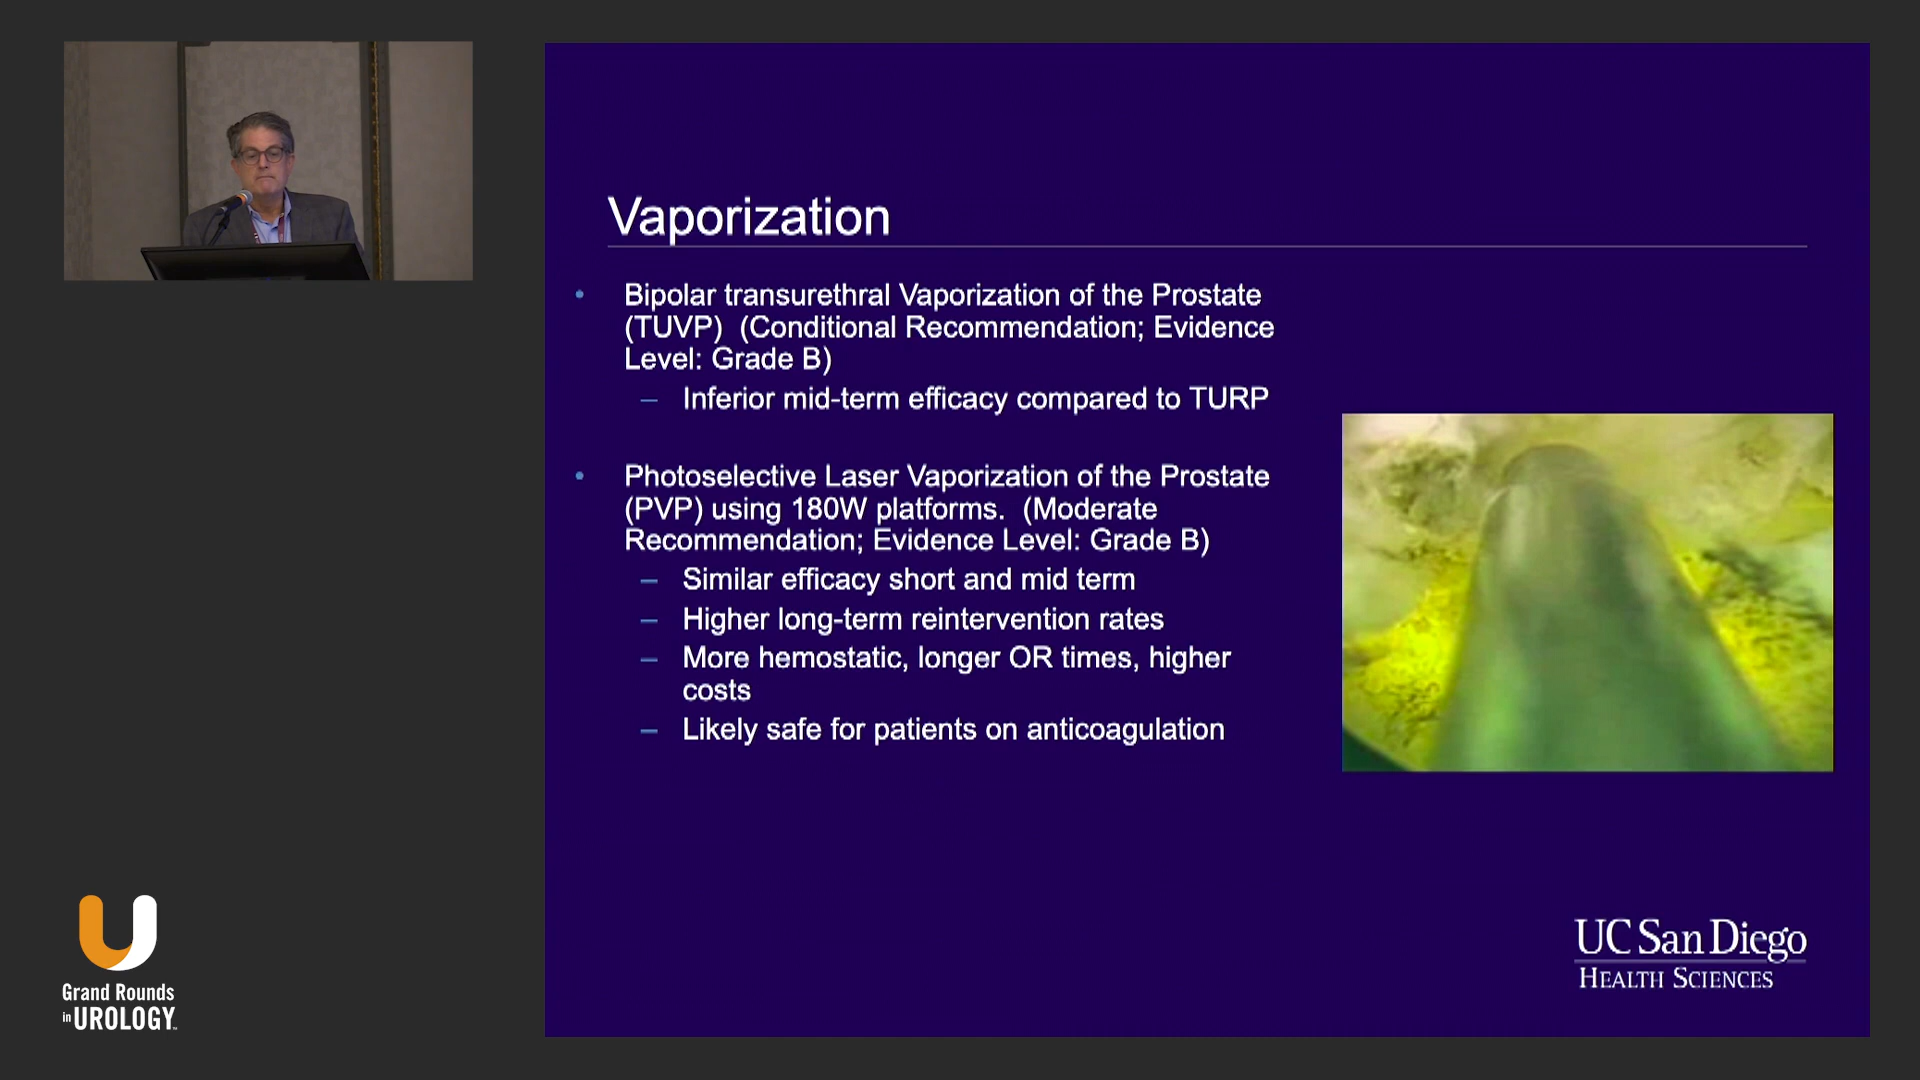 Vaporization
• Bipolar transurethral Vaporization of the Prostate
(TUVP) (Conditional Recommendation; Evidence
Level: Grade B)
– Inferior mid-term efficacy compared to TURP
• Photoselective Laser Vaporization of the Prostate
(PVP) using 180W platforms. (Moderate
Recommendation; Evidence Level: Grade B)
– Similar efficacy short and mid term
– Higher long-term reintervention rates
– More hemostatic, longer OR times, higher
costs
– Likely safe for patients on anticoagulation
UC San Diego
HEALTH SCIENCES
Grand Rounds
in UROLOGY